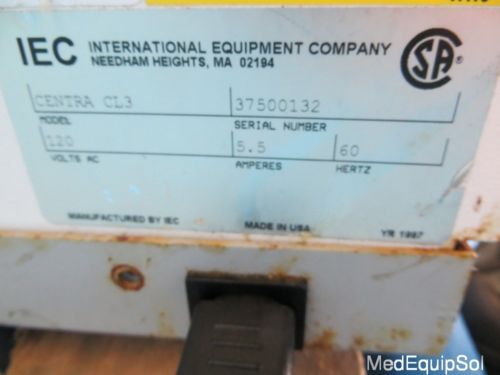 IEC INTERNATIONAL EQUIPMENT COMPANY
NEEDHAM HEIGHTS, MA 02194
CSA
CENTRA CL3 37500132
MODEL SERIAL NUMBER
120 5.5 60
VOLTS AC AMPERES HERTZ
MANUFACTURED BY IEC MADE IN USA YR 1997
MedEquipSol